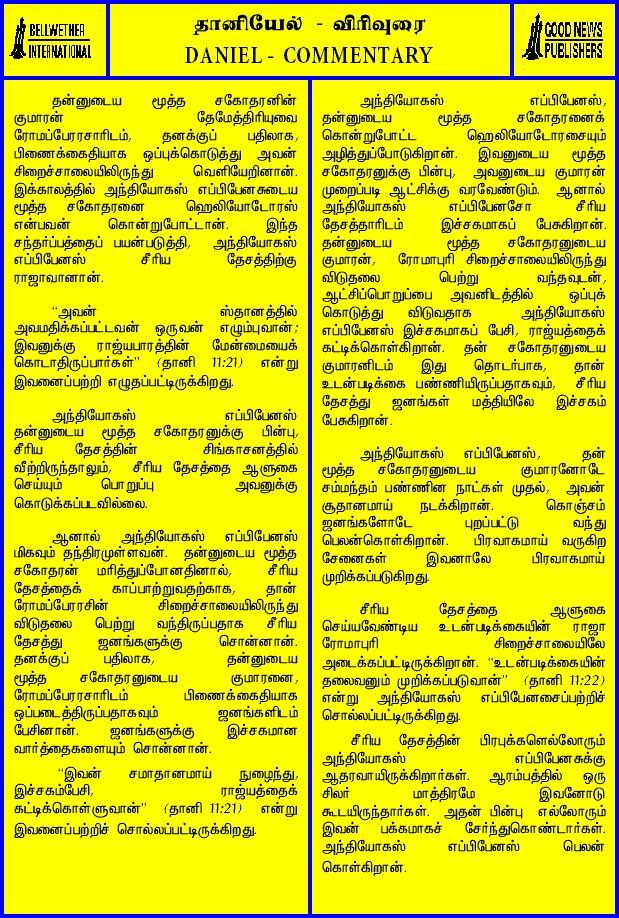 BELLWETHER
INTERNATIONAL
தானியேல் - விரிவுரை
DANIEL - COMMENTARY
GOOD NEWS
PUBLISHERS
தன்னுடைய மூத்த சகோதரனின்
குமாரன் தேமேத்திரியுவை
ரோமப்பேரரசாரிடம், தனக்குப் பதிலாக,
பிணைக்கைதியாக ஒப்புக்கொடுத்து அவன்
சிறைச்சாலையிலிருந்து வெளியேறினான்.
இக்காலத்தில் அந்தியோகஸ் எப்பிபேனசுடைய
மூத்த சகோதரனை ஹெலியோடோரஸ்
என்பவன் கொன்றுபோட்டான். இந்த
சந்தர்ப்பத்தைப் பயன்படுத்தி, அந்தியோகஸ்
எப்பிபேனஸ் சீரிய தேசத்திற்கு
ராஜாவானான்.
“அவன் ஸ்தானத்தில்
அவமதிக்கப்பட்டவன் ஒருவன் எழும்புவான்;
இவனுக்கு ராஜ்யபாரத்தின் மேன்மையைக்
கொடாதிருப்பார்கள்” (தானி 11:21) என்று
இவனைப்பற்றி எழுதப்பட்டிருக்கிறது.
அந்தியோகஸ் எப்பிபேனஸ்
தன்னுடைய மூத்த சகோதரனுக்கு பின்பு,
சீரிய தேசத்தின் சிங்காசனத்தில்
வீற்றிருந்தாலும், சீரிய தேசத்தை ஆளுகை
செய்யும் பொறுப்பு அவனுக்கு
கொடுக்கப்படவில்லை.
ஆனால் அந்தியோகஸ் எப்பிபேனஸ்
மிகவும் தந்திரமுள்ளவன். தன்னுடைய மூத்த
சகோதரன் மரித்துப்போனதினால், சீரிய
தேசத்தைக் காப்பாற்றுவதற்காக, தான்
ரோமப்பேரரசின் சிறைச்சாலையிலிருந்து
விடுதலை பெற்று வந்திருப்பதாக சீரிய
தேசத்து ஜனங்களுக்கு சொன்னான்.
தனக்குப் பதிலாக, தன்னுடைய
மூத்த சகோதரனுடைய குமாரனை,
ரோமப்பேரரசாரிடம் பிணைக்கைதியாக
ஒப்படைத்திருப்பதாகவும் ஜனங்களிடம்
பேசினான். ஜனங்களுக்கு இச்சகமான
வார்த்தைகளையும் சொன்னான்.
“இவன் சமாதானமாய் நுழைந்து,
இச்சகம்பேசி, ராஜ்யத்தைக்
கட்டிக்கொள்ளுவான்” (தானி 11:21) என்று
இவனைப்பற்றிச் சொல்லப்பட்டிருக்கிறது.
அந்தியோகஸ் எப்பிபேனஸ்,
தன்னுடைய மூத்த சகோதரனைக்
கொன்றுபோட்ட ஹெலியோடோரசையும்
அழித்துப்போடுகிறான். இவனுடைய மூத்த
சகோதரனுக்கு பின்பு, அவனுடைய குமாரன்
முறைப்படி ஆட்சிக்கு வரவேண்டும். ஆனால்
அந்தியோகஸ் எப்பிபேனசோ சீரிய
தேசத்தாரிடம் இச்சகமாகப் பேசுகிறான்.
தன்னுடைய மூத்த சகோதரனுடைய
குமாரன், ரோமாபுரி சிறைச்சாலையிலிருந்து
விடுதலை பெற்று வந்தவுடன்,
ஆட்சிப்பொறுப்பை அவனிடத்தில் ஒப்புக்
கொடுத்து விடுவதாக அந்தியோகஸ்
எப்பிபேனஸ் இச்சகமாகப் பேசி, ராஜ்யத்தைக்
கட்டிக்கொள்கிறான். தன் சகோதரனுடைய
குமாரனிடம் இது தொடர்பாக, தான்
உடன்படிக்கை பண்ணியிருப்பதாகவும், சீரிய
தேசத்து ஜனங்கள் மத்தியிலே இச்சகம்
பேசுகிறான்.
அந்தியோகஸ் எப்பிபேனஸ், தன்
மூத்த சகோதரனுடைய குமாரனோடே
சம்மந்தம் பண்ணின நாட்கள் முதல், அவன்
சூதானமாய் நடக்கிறான். கொஞ்சம்
ஜனங்களோடே புறப்பட்டு வந்து
பெலன்கொள்கிறான். பிரவாகமாய் வருகிற
சேனைகள் இவனாலே பிரவாகமாய்
முறிக்கப்படுகிறது.
சீரிய தேசத்தை ஆளுகை
செய்யவேண்டிய உடன்படிக்கையின் ராஜா
ரோமாபுரி சிறைச்சாலையிலே
அடைக்கப்பட்டிருக்கிறான். “உடன்படிக்கையின்
தலைவனும் முறிக்கப்படுவான்” (தானி 11:22)
என்று அந்தியோகஸ் எப்பிபேனசைப்பற்றிச்
சொல்லப்பட்டிருக்கிறது.
சீரிய தேசத்தின் பிரபுக்களெல்லோரும்
அந்தியோகஸ் எப்பிபேனசுக்கு
ஆதரவாயிருக்கிறார்கள். ஆரம்பத்தில் ஒரு
சிலர் மாத்திரமே இவனோடு
கூடயிருந்தார்கள். அதன் பின்பு எல்லோரும்
இவன் பக்கமாகச் சேர்ந்துகொண்டார்கள்.
அந்தியோகஸ் எப்பிபேனஸ் பெலன்
கொள்கிறான்.